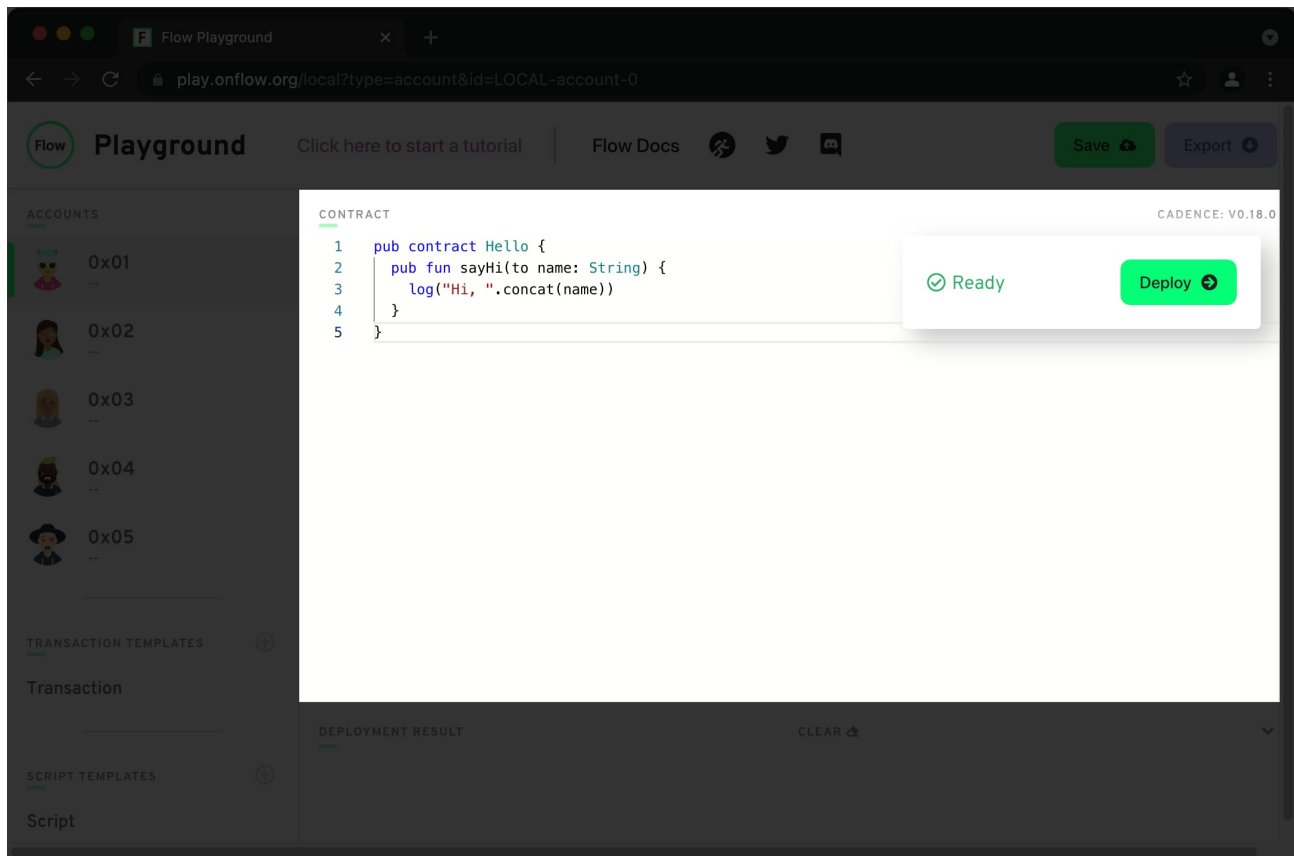 F Flow Playground
play.onflow.org/local?type=account&id=LOCAL-account-0
Flow Playground Click here to start a tutorial Flow Docs Save Export
ACCOUNTS
0x01
--
0x02
--
0x03
--
0x04
--
0x05
--
TRANSACTION TEMPLATES
Transaction
SCRIPT TEMPLATES
Script
CONTRACT CADENCE: V0.18.0
1 pub contract Hello {
2 pub fun sayHi(to name: String) {
3 log("Hi, ".concat(name))
4 }
5 }
Ready Deploy
DEPLOYMENT RESULT CLEAR